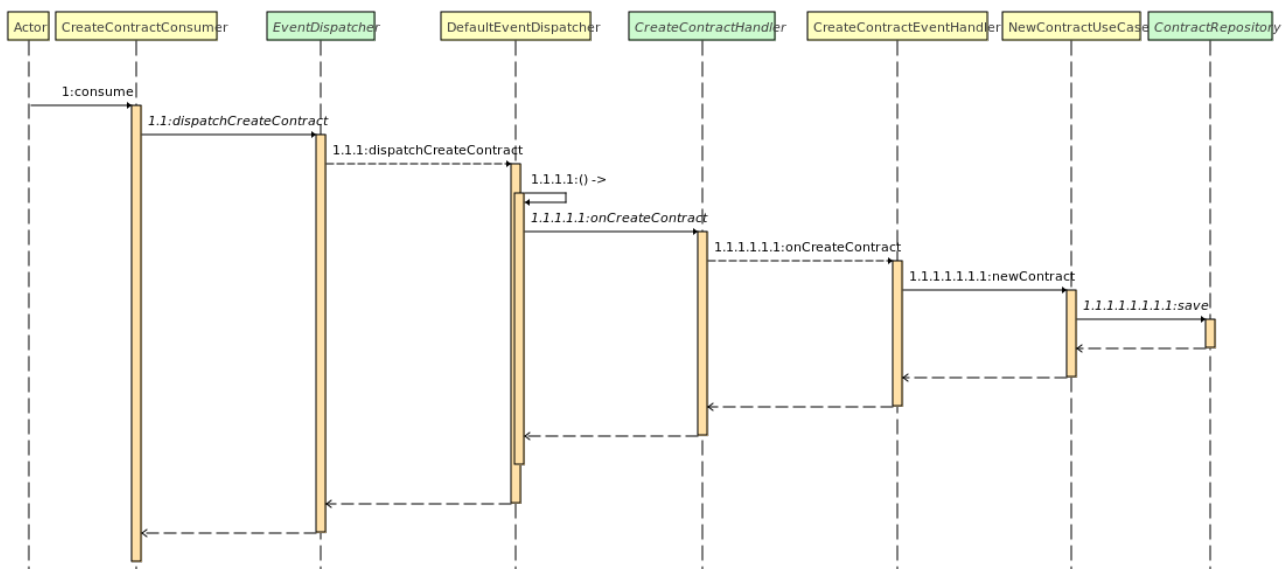 Actor
CreateContractConsumer
EventDispatcher
DefaultEventDispatcher
CreateContractHandler
CreateContractEventHandler
NewContractUseCase
ContractRepository
1:consume
1.1:dispatchCreateContract
1.1.1:dispatchCreateContract
1.1.1.1:() ->
1.1.1.1.1:onCreateContract
1.1.1.1.1.1:onCreateContract
1.1.1.1.1.1.1:newContract
1.1.1.1.1.1.1.1:save